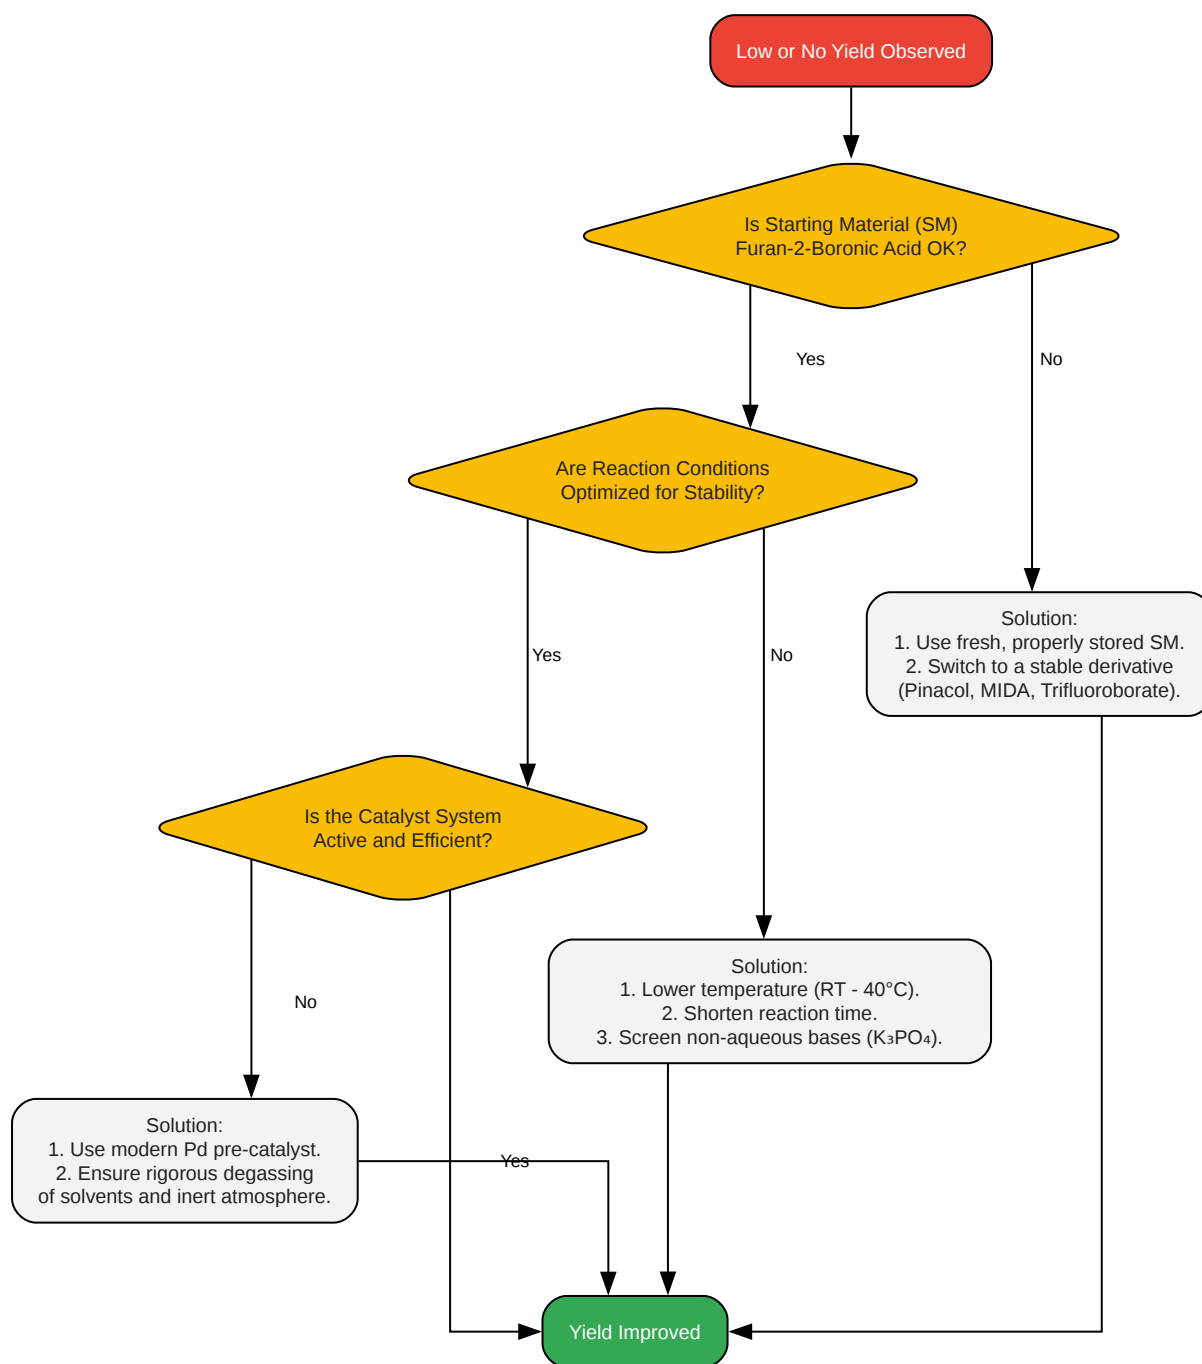 Low or No Yield Observed
Is Starting Material (SM)
Furan-2-Boronic Acid OK?
Yes
No
Are Reaction Conditions
Optimized for Stability?
Solution:
1. Use fresh, properly stored SM.
2. Switch to a stable derivative
(Pinacol, MIDA, Trifluoroborate).
Yes
No
Is the Catalyst System
Active and Efficient?
Solution:
1. Lower temperature (RT - 40°C).
2. Shorten reaction time.
3. Screen non-aqueous bases (K₃PO₄).
No
Solution:
1. Use modern Pd pre-catalyst.
2. Ensure rigorous degassing
of solvents and inert atmosphere.
Yes
Yield Improved